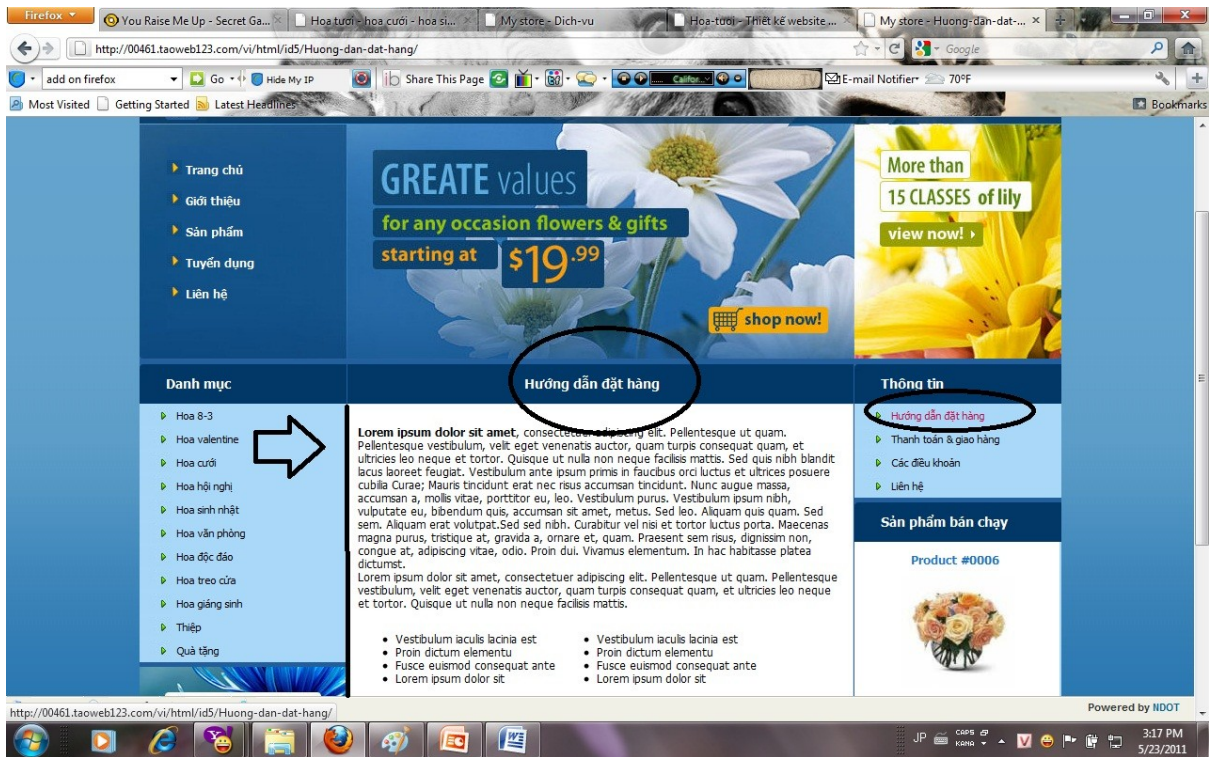 Firefox
You Raise Me Up - Secret Ga...
Hoa tươi - hoa cưới - hoa si...
My store - Dich-vu
Hoa-tươi - Thiết kế website ...
My store - Huong-dan-dat-...
http://00461.taoweb123.com/vi/html/id5/Huong-dan-dat-hang/
Google
add on firefox
Go
Hide My IP
Share This Page
Califor...
E-mail Notifier
70°F
Most Visited
Getting Started
Latest Headlines
Bookmarks
Trang chủ
Giới thiệu
Sản phẩm
Tuyển dụng
Liên hệ
GREATE values
for any occasion flowers & gifts
starting at
$19.99
shop now!
More than
15 CLASSES of lily
view now!
Danh mục
Hoa 8-3
Hoa valentine
Hoa cưới
Hoa hội nghị
Hoa sinh nhật
Hoa văn phòng
Hoa độc đáo
Hoa treo cửa
Hoa giáng sinh
Thiệp
Quà tặng
Hướng dẫn đặt hàng
Lorem ipsum dolor sit amet, consectetuer adipiscing elit. Pellentesque ut quam.
Pellentesque vestibulum, velit eget venenatis auctor, quam turpis consequat quam, et
ultricies leo neque et tortor. Quisque ut nulla non neque facilisis mattis. Sed quis nibh blandit
lacus laoreet feugiat. Vestibulum ante ipsum primis in faucibus orci luctus et ultrices posuere
cubilia Curae; Mauris tincidunt erat nec risus accumsan tincidunt. Nunc augue massa,
accumsan a, mollis vitae, porttitor eu, leo. Vestibulum purus. Vestibulum ipsum nibh,
vulputate eu, bibendum quis, accumsan sit amet, metus. Sed leo. Aliquam quis quam. Sed
sem. Aliquam erat volutpat.Sed sed nibh. Curabitur vel nisi et tortor luctus porta. Maecenas
magna purus, tristique at, gravida a, ornare et, quam. Praesent sem risus, dignissim non,
congue at, adipiscing vitae, odio. Proin dui. Vivamus elementum. In hac habitasse platea
dictumst.
Lorem ipsum dolor sit amet, consectetuer adipiscing elit. Pellentesque ut quam. Pellentesque
vestibulum, velit eget venenatis auctor, quam turpis consequat quam, et ultricies leo neque
et tortor. Quisque ut nulla non neque facilisis mattis.
Vestibulum iaculis lacinia est
Proin dictum elementu
Fusce euismod consequat ante
Lorem ipsum dolor sit
Vestibulum iaculis lacinia est
Proin dictum elementu
Fusce euismod consequat ante
Lorem ipsum dolor sit
Thông tin
Hướng dẫn đặt hàng
Thanh toán & giao hàng
Các điều khoản
Liên hệ
Sản phẩm bán chạy
Product #0006
http://00461.taoweb123.com/vi/html/id5/Huong-dan-dat-hang/
Powered by NDOT
JP
CAPS
KANA
3:17 PM
5/23/2011